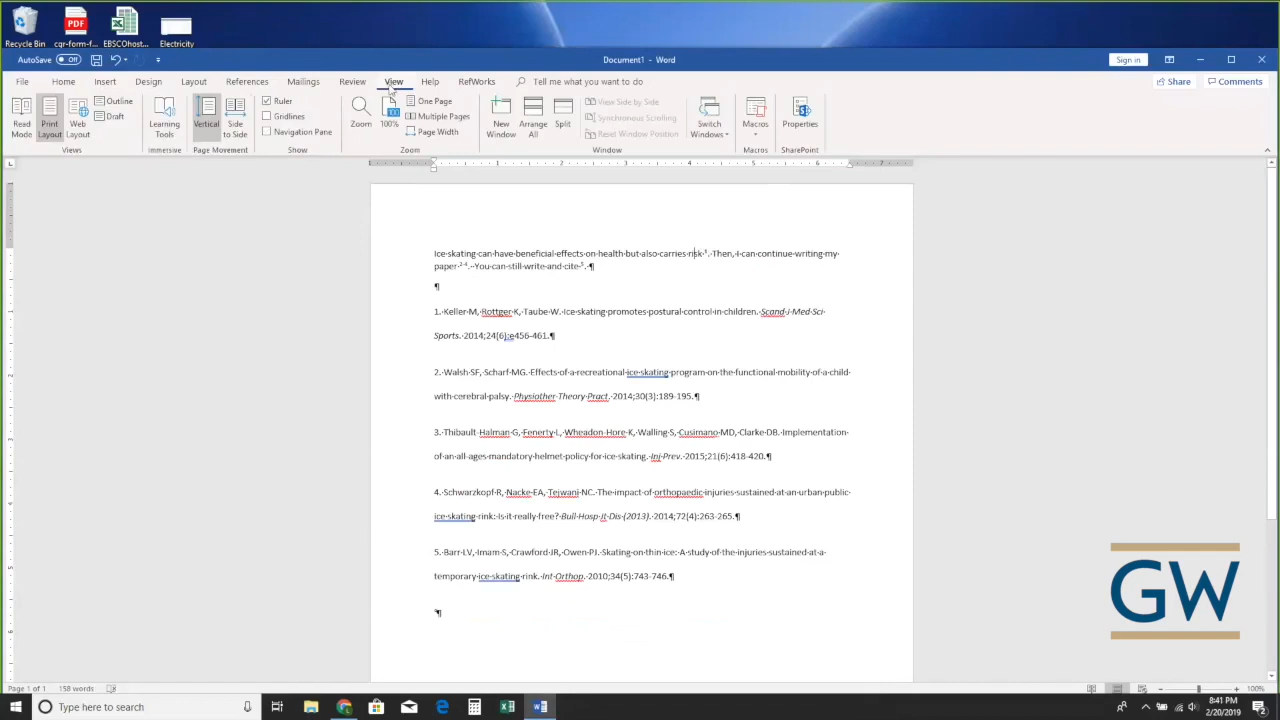 Recycle Bin
PDF
cqr-form-f...
EBSCOhost...
Electricity
AutoSave Off
Document1 - Word
Sign in
File Home Insert Design Layout References Mailings Review View Help RefWorks Tell me what you want to do
Share Comments
Read Mode
Print Layout
Web Layout
Outline
Draft
Views
Learning Tools
Immersive
Vertical
Side to Side
Page Movement
Ruler
Gridlines
Navigation Pane
Show
Zoom
100%
One Page
Multiple Pages
Page Width
Zoom
New Window
Arrange All
Split
View Side by Side
Synchronous Scrolling
Reset Window Position
Window
Switch Windows
Macros
Macros
Properties
SharePoint
1 2 3 4 5 6 7
Ice·skating·can·have·beneficial·effects·on·health·but·also·carries·risk·¹.·Then,·I·can·continue·writing·my·
paper·²⁻⁴.··You·can·still·write·and·cite·⁵.·¶
¶
1.·Keller·M,·Rottger·K,·Taube·W.·Ice·skating·promotes·postural·control·in·children.·Scand·J·Med·Sci·
Sports.·2014;24(6):e456-461.¶
2.·Walsh·SF,·Scharf·MG.·Effects·of·a·recreational·ice·skating·program·on·the·functional·mobility·of·a·child·
with·cerebral·palsy.·Physiother·Theory·Pract.·2014;30(3):189-195.¶
3.·Thibault-Halman·G,·Fenerty·L,·Wheadon-Hore·K,·Walling·S,·Cusimano·MD,·Clarke·DB.·Implementation·
of·an·all-ages·mandatory·helmet·policy·for·ice·skating.·Inj·Prev.·2015;21(6):418-420.¶
4.·Schwarzkopf·R,·Nacke·EA,·Tejwani·NC.·The·impact·of·orthopaedic·injuries·sustained·at·an·urban·public·
ice·skating·rink:·Is·it·really·free?·Bull·Hosp·Jt·Dis·(2013).·2014;72(4):263-265.¶
5.·Barr·LV,·Imam·S,·Crawford·JR,·Owen·PJ.·Skating·on·thin·ice:·A·study·of·the·injuries·sustained·at·a·
temporary·ice·skating·rink.·Int·Orthop.·2010;34(5):743-746.¶
¶
GW
Page 1 of 1 158 words
100%
Type here to search
8:41 PM
2/20/2019